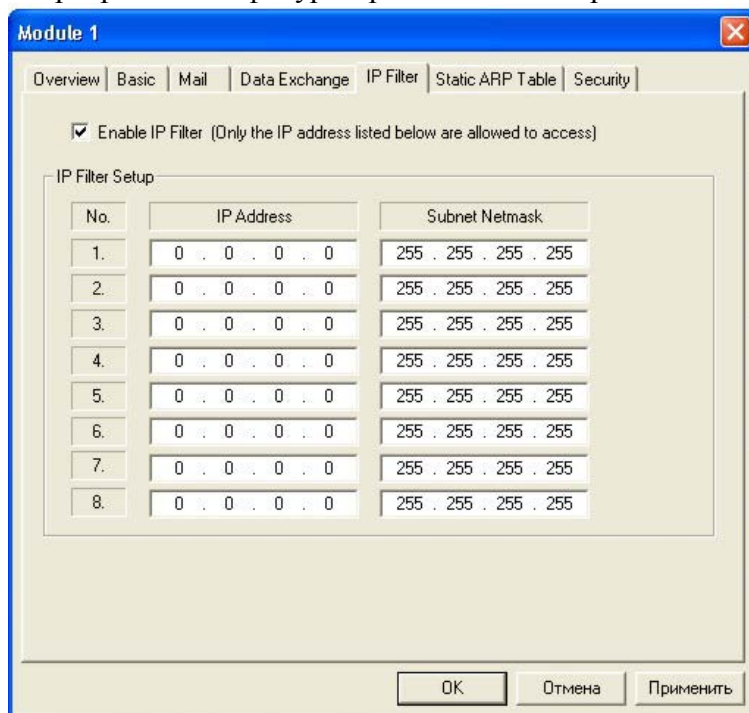 Module 1
Overview Basic Mail Data Exchange IP Filter Static ARP Table Security
Enable IP Filter (Only the IP address listed below are allowed to access)
IP Filter Setup
No. IP Address Subnet Netmask
1. 0 . 0 . 0 . 0 255 . 255 . 255 . 255
2. 0 . 0 . 0 . 0 255 . 255 . 255 . 255
3. 0 . 0 . 0 . 0 255 . 255 . 255 . 255
4. 0 . 0 . 0 . 0 255 . 255 . 255 . 255
5. 0 . 0 . 0 . 0 255 . 255 . 255 . 255
6. 0 . 0 . 0 . 0 255 . 255 . 255 . 255
7. 0 . 0 . 0 . 0 255 . 255 . 255 . 255
8. 0 . 0 . 0 . 0 255 . 255 . 255 . 255
OK Отмена Применить